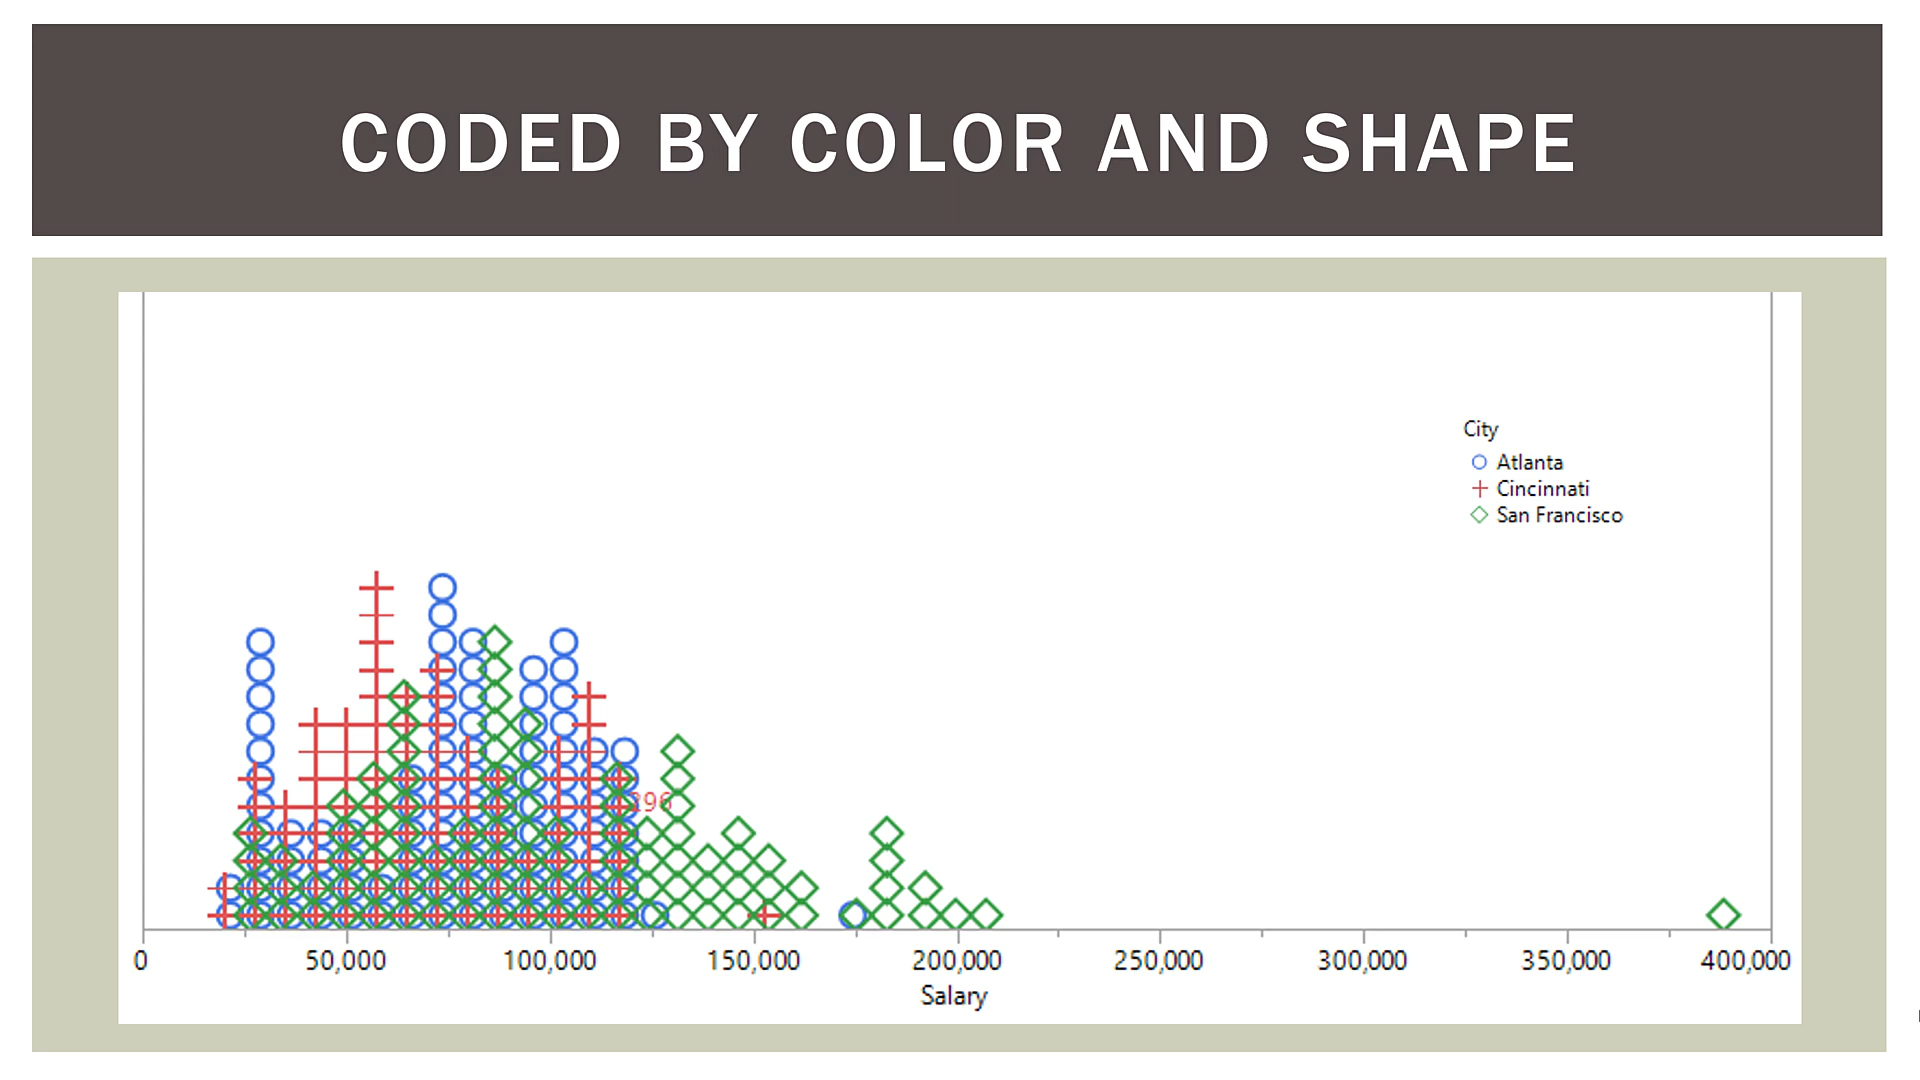 CODED BY COLOR AND SHAPE
City
Atlanta
Cincinnati
San Francisco
296
0 50,000 100,000 150,000 200,000 250,000 300,000 350,000 400,000
Salary